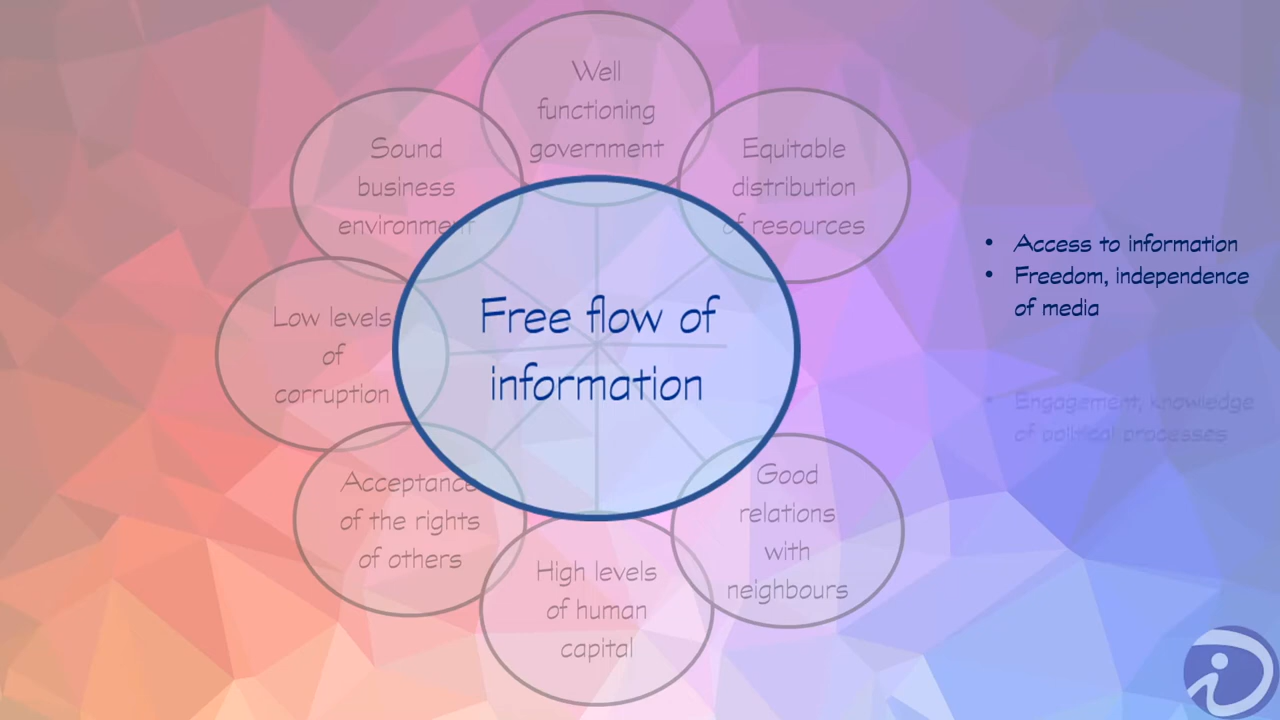 Well
functioning
government
Sound
business
environment
Equitable
distribution
of resources
Low levels
of
corruption
Free flow of
information
Access to information
Freedom, independence
of media
Engagement, knowledge
of political processes
Acceptance
of the rights
of others
Good
relations
with
neighbours
High levels
of human
capital